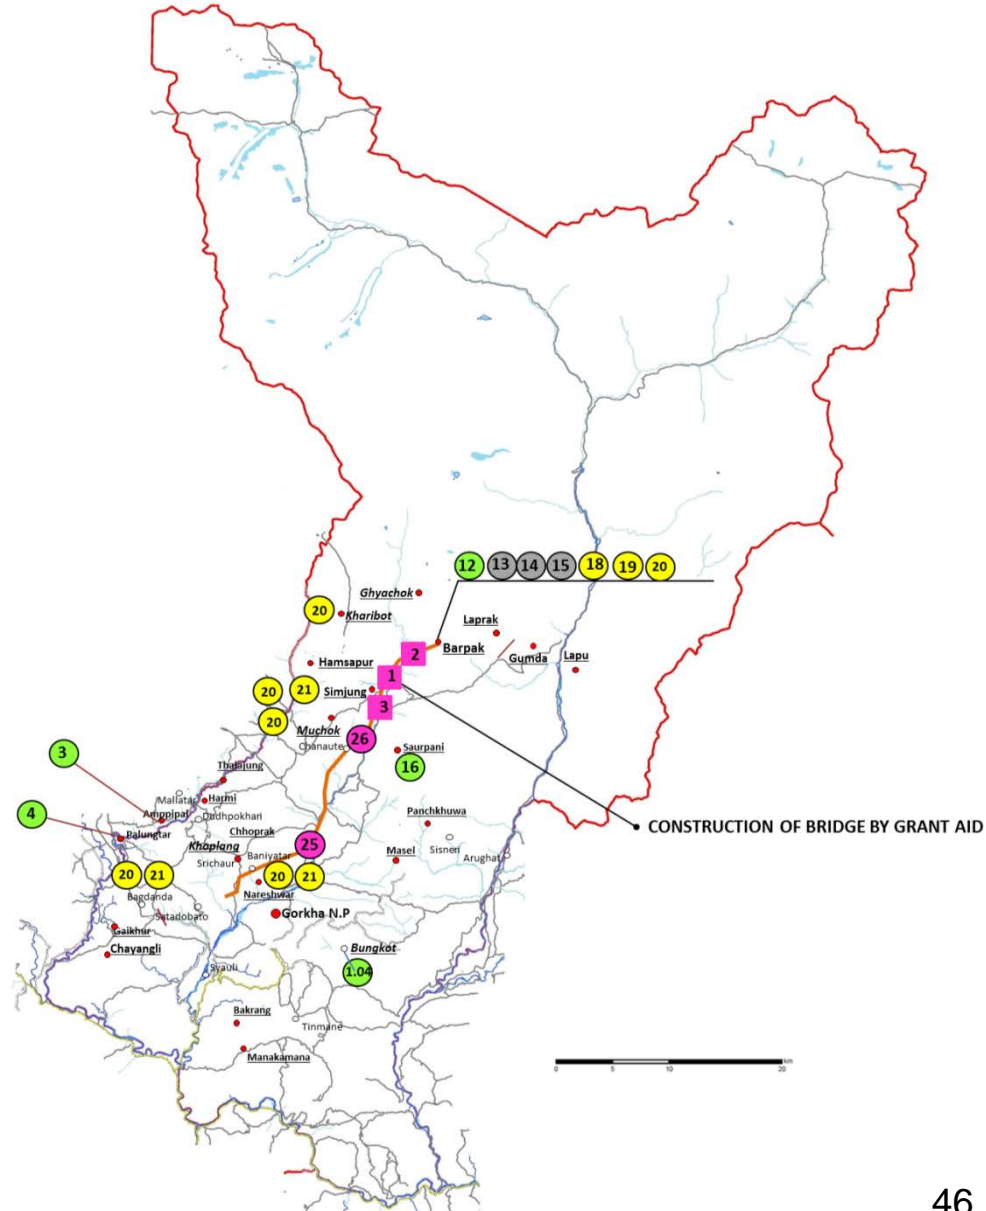 12 13 14 15 18 19 20
Ghyachok
20
Kharibot
Laprak
2
Barpak
Gumda
Lapu
Hamsapur
1
20
21
Simjung
3
20
Muchok
26
Chanaute
Saurpani
16
3
Thalajung
Mallatar
Harmi
4
Amppipal
Dudhpokhari
Panchkhuwa
CONSTRUCTION OF BRIDGE BY GRANT AID
Palungtar
Chhoprak
Khoplang
25
Sisneri
Masel
Baniyatar
Srichaur
Arughat
20
21
20
21
Nareshwar
Bagdanda
Satadobato
Gorkha N.P
Gaikhur
Chayangli
Bungkot
Syauli
1.04
Bakrang
Tinmane
Manakamana
km
0 5 10 20
46